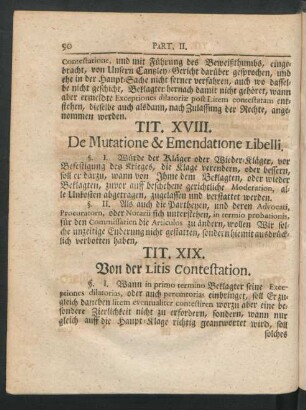 90 PART. II.
Contestatione, und mit Führung des Beweißthumbs, einge-
bracht, von Unsern Cantzley-Gericht darüber gesprochen, und
ehe in der Haupt-Sache nicht ferner verfahren, auch wo dassel-
be nicht geschicht, Beklagter hernach damit nicht gehöret, wann
aber ermeldte Exceptiones dilatoriæ post Litem contestatam ent-
stehen, dieselbe auch alsdann, nach Zulassung der Rechte, ange-
nommen werden.
TIT. XVIII.
De Mutatione & Emendatione Libelli.
§. I. Würde der Kläger oder Wieder-Kläger, vor
Befestigung des Krieges, die Klage verendern, oder bessern,
soll er darzu, wann von Ihme dem Beklagten, oder wieder
Beklagten, zuvor auff beschehene gerichtliche Moderation, al-
le Unkosten abgetragen, zugelassen und verstattet werden.
§. II. Als auch die Partheyen, und deren Advocati,
Procuratorn, oder Notarii sich unterstehen, in termino probationis,
für den Commissarien die Articulos zu ändern, wollen Wir sol-
che unzeitige Enderung nicht gestatten, sondern hiemit ausdrück-
lich verbotten haben.
TIT. XIX.
Von der Litis Contestation.
§. I. Wann in primo termino Beklagter seine Exce-
ptiones dilatorias, oder auch peremtorias einbringet, soll Er zu-
gleich daneben litem eventualiter contestiren worzu aber eine be-
sondere Zierlichkeit nicht zu erfordern, sondern, wann nur
gleich auff die Haupt-Klage richtig geantwortet wird, soll
solches